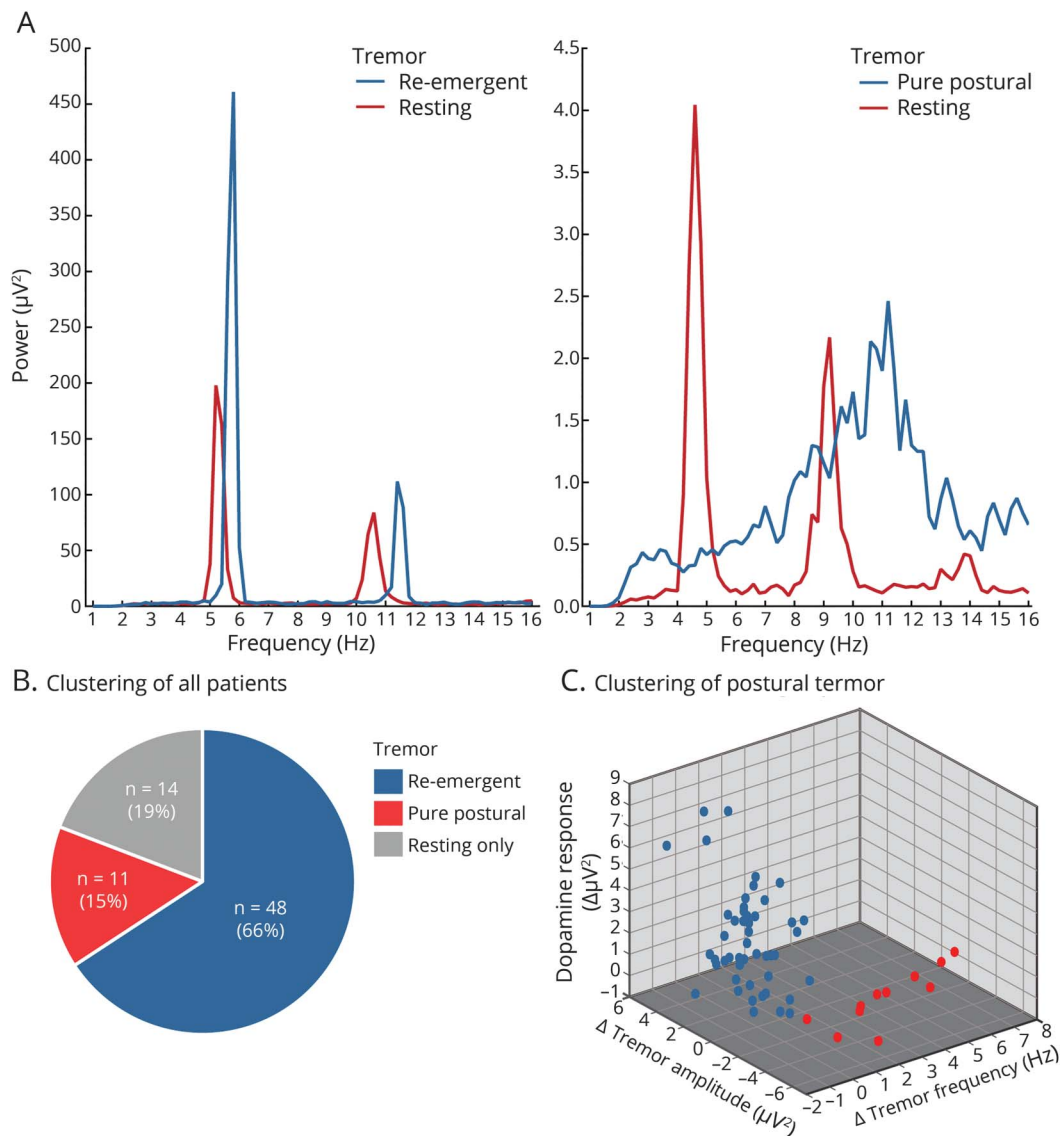 A
Tremor
Re-emergent
Resting
500
450
400
350
300
250
200
150
100
50
0
Power (µV²)
1 2 3 4 5 6 7 8 9 10 11 12 13 14 15 16
Frequency (Hz)
Tremor
Pure postural
Resting
4.5
4.0
3.5
3.0
2.5
2.0
1.5
1.0
0.5
0.0
1 2 3 4 5 6 7 8 9 10 11 12 13 14 15 16
Frequency (Hz)
B. Clustering of all patients
Tremor
Re-emergent
Pure postural
Resting only
n = 14
(19%)
n = 11
(15%)
n = 48
(66%)
C. Clustering of postural termor
Dopamine response
(ΔµV²)
9
8
7
6
5
4
3
2
1
0
−1
6
4
2
0
−2
−4
−6
Δ Tremor amplitude (µV²)
−2 −1 0 1 2 3 4 5 6 7 8
Δ Tremor frequency (Hz)